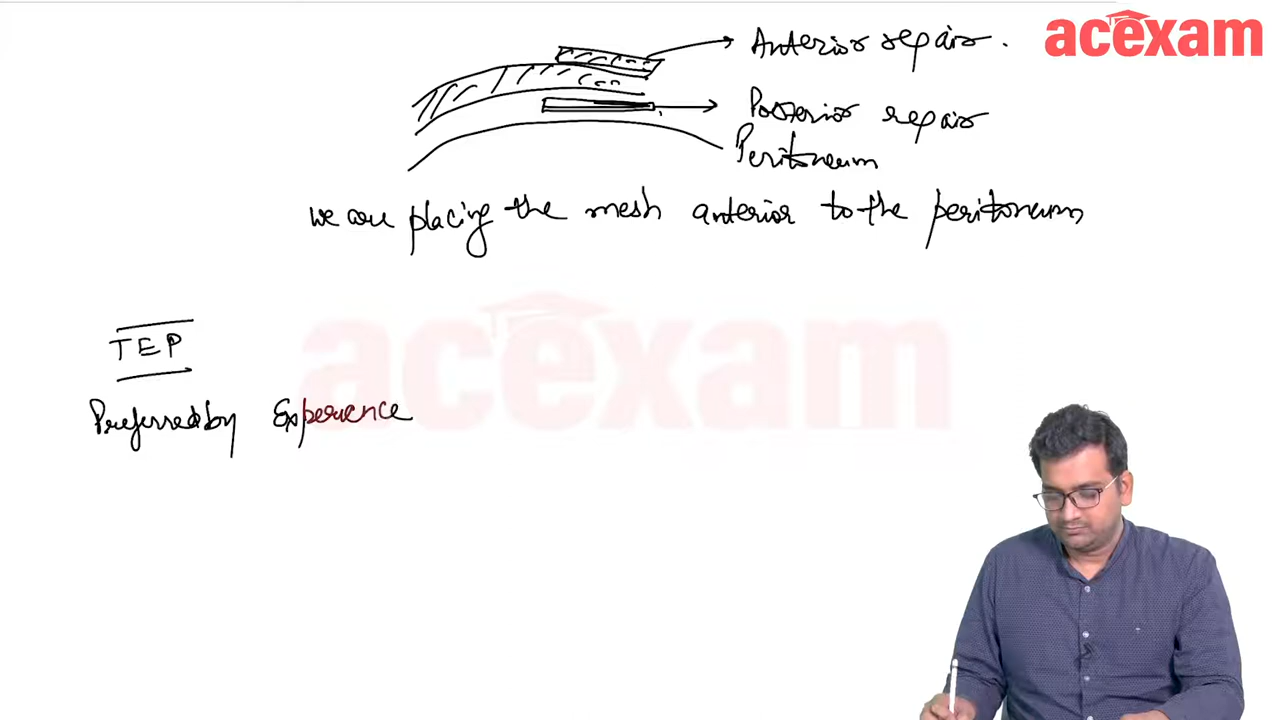 acexam
Anterior repair.
Posterior repair
Peritoneum
we are placing the mesh anterior to the peritoneum
acexam
TEP
Preferred by Experience